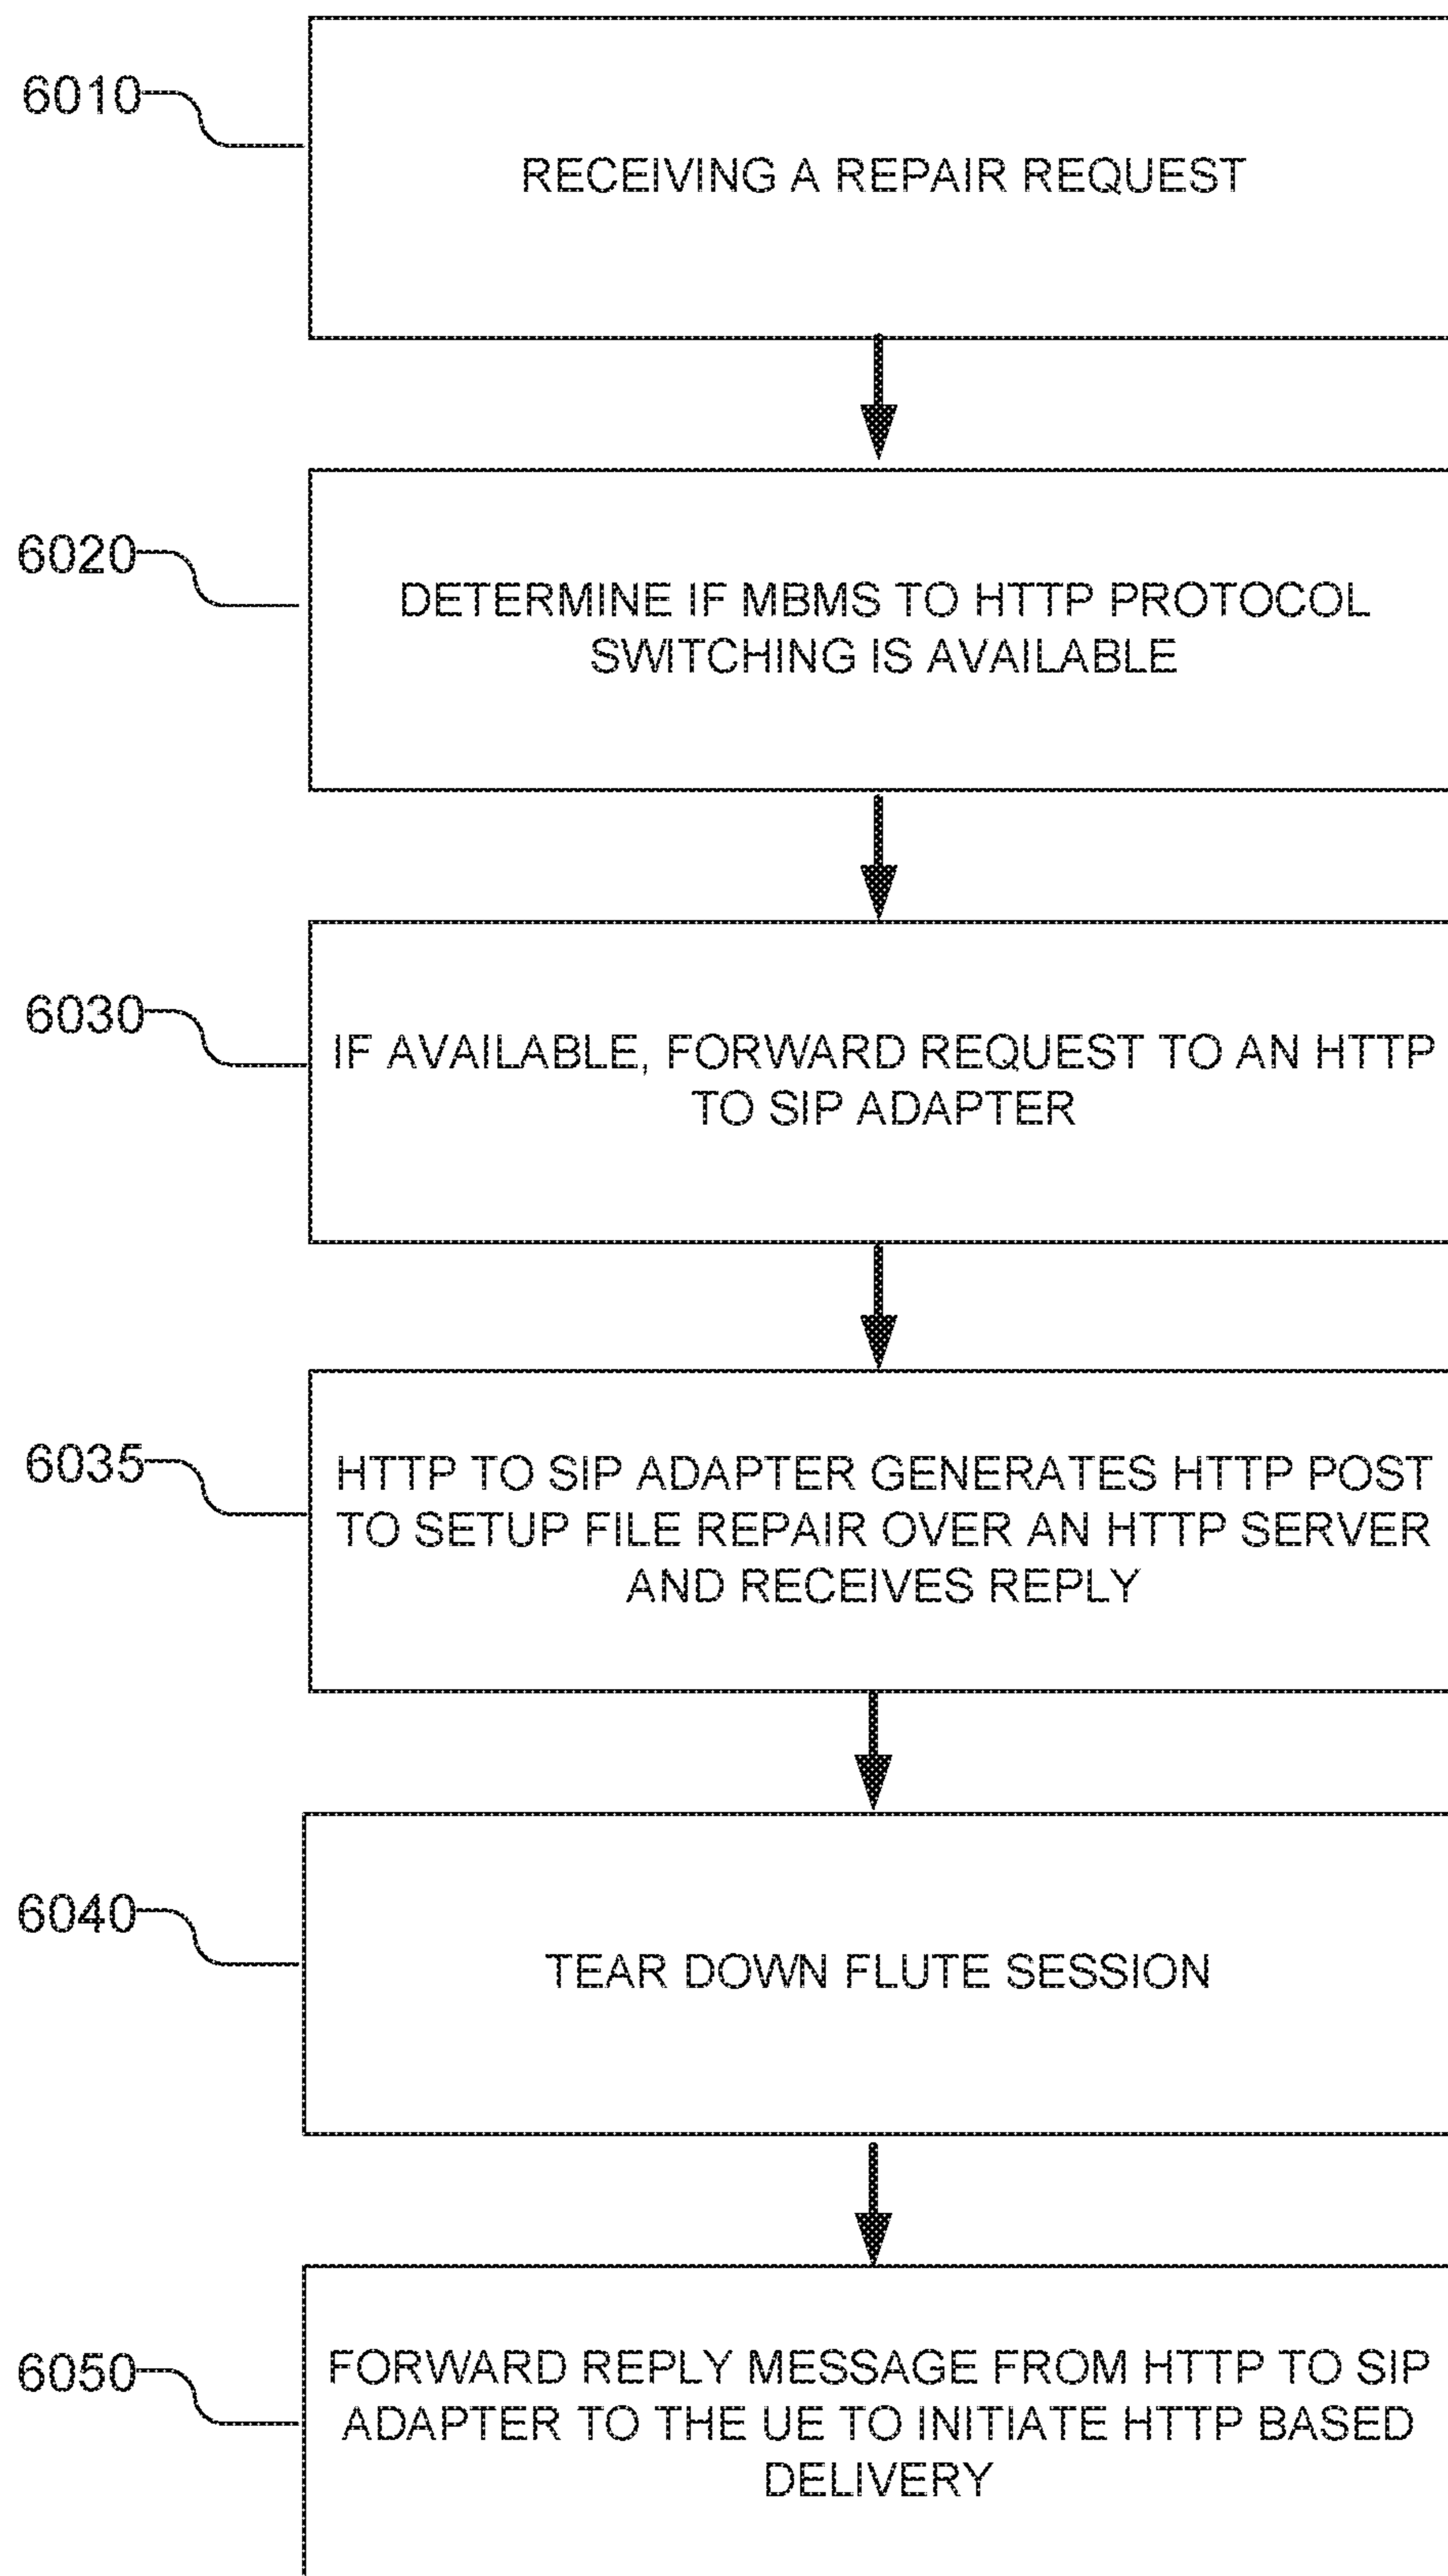 6010
RECEIVING A REPAIR REQUEST
6020
DETERMINE IF MBMS TO HTTP PROTOCOL
SWITCHING IS AVAILABLE
6030
IF AVAILABLE, FORWARD REQUEST TO AN HTTP
TO SIP ADAPTER
6035
HTTP TO SIP ADAPTER GENERATES HTTP POST
TO SETUP FILE REPAIR OVER AN HTTP SERVER
AND RECEIVES REPLY
6040
TEAR DOWN FLUTE SESSION
6050
FORWARD REPLY MESSAGE FROM HTTP TO SIP
ADAPTER TO THE UE TO INITIATE HTTP BASED
DELIVERY